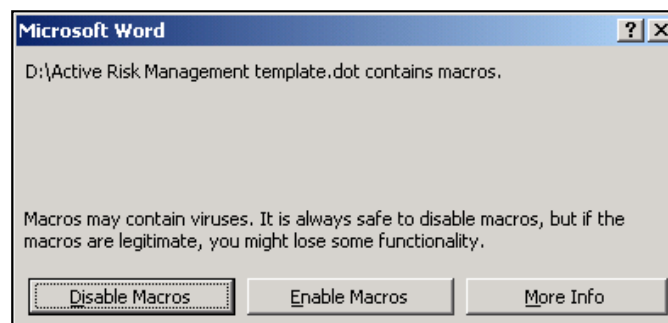 Microsoft Word
D:\Active Risk Management template.dot contains macros.
Macros may contain viruses. It is always safe to disable macros, but if the
macros are legitimate, you might lose some functionality.
Disable Macros Enable Macros More Info